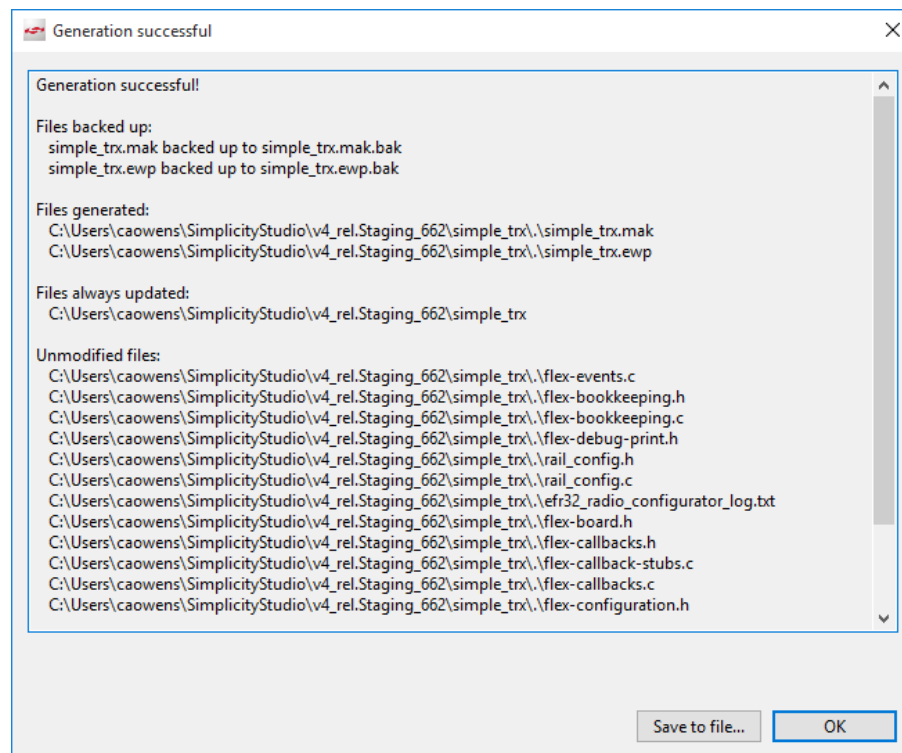 Generation successful
Generation successful!
Files backed up:
simple_trx.mak backed up to simple_trx.mak.bak
simple_trx.ewp backed up to simple_trx.ewp.bak
Files generated:
C:\Users\caowens\SimplicityStudio\v4_rel.Staging_662\simple_trx\.\simple_trx.mak
C:\Users\caowens\SimplicityStudio\v4_rel.Staging_662\simple_trx\.\simple_trx.ewp
Files always updated:
C:\Users\caowens\SimplicityStudio\v4_rel.Staging_662\simple_trx
Unmodified files:
C:\Users\caowens\SimplicityStudio\v4_rel.Staging_662\simple_trx\.\flex-events.c
C:\Users\caowens\SimplicityStudio\v4_rel.Staging_662\simple_trx\.\flex-bookkeeping.h
C:\Users\caowens\SimplicityStudio\v4_rel.Staging_662\simple_trx\.\flex-bookkeeping.c
C:\Users\caowens\SimplicityStudio\v4_rel.Staging_662\simple_trx\.\flex-debug-print.h
C:\Users\caowens\SimplicityStudio\v4_rel.Staging_662\simple_trx\.\rail_config.h
C:\Users\caowens\SimplicityStudio\v4_rel.Staging_662\simple_trx\.\rail_config.c
C:\Users\caowens\SimplicityStudio\v4_rel.Staging_662\simple_trx\.\efr32_radio_configurator_log.txt
C:\Users\caowens\SimplicityStudio\v4_rel.Staging_662\simple_trx\.\flex-board.h
C:\Users\caowens\SimplicityStudio\v4_rel.Staging_662\simple_trx\.\flex-callbacks.h
C:\Users\caowens\SimplicityStudio\v4_rel.Staging_662\simple_trx\.\flex-callback-stubs.c
C:\Users\caowens\SimplicityStudio\v4_rel.Staging_662\simple_trx\.\flex-callbacks.c
C:\Users\caowens\SimplicityStudio\v4_rel.Staging_662\simple_trx\.\flex-configuration.h
Save to file...
OK